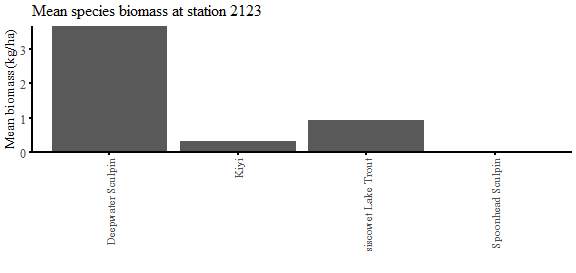 Mean species biomass at station 2123
Mean biomass (kg/ha)
3
2
1
0
Deepwater Sculpin
Kiyi
siscowet Lake Trout
Spoonhead Sculpin